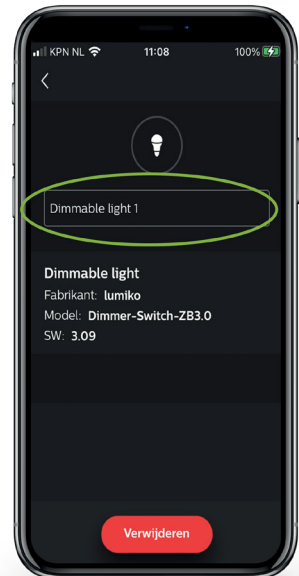 KPN NL 11:08 100%
Dimmable light 1
Dimmable light
Fabrikant: lumiko
Model: Dimmer-Switch-ZB3.0
SW: 3.09
Verwijderen